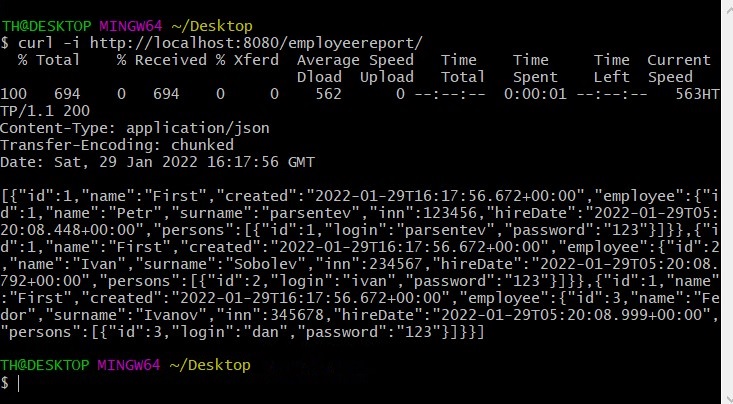 TH@DESKTOP MINGW64 ~/Desktop
$ curl -i http://localhost:8080/employeereport/
  % Total    % Received % Xferd  Average Speed   Time    Time     Time  Current
                                 Dload  Upload   Total   Spent    Left  Speed
100   694    0   694    0     0    562      0 --:--:--  0:00:01 --:--:--   563HT
TP/1.1 200
Content-Type: application/json
Transfer-Encoding: chunked
Date: Sat, 29 Jan 2022 16:17:56 GMT

[{"id":1,"name":"First","created":"2022-01-29T16:17:56.672+00:00","employee":{"i
d":1,"name":"Petr","surname":"parsentev","inn":123456,"hireDate":"2022-01-29T05:
20:08.448+00:00","persons":[{"id":1,"login":"parsentev","password":"123"}]}},{"i
d":1,"name":"First","created":"2022-01-29T16:17:56.672+00:00","employee":{"id":2
,"name":"Ivan","surname":"Sobolev","inn":234567,"hireDate":"2022-01-29T05:20:08.
792+00:00","persons":[{"id":2,"login":"ivan","password":"123"}]}},{"id":1,"name"
:"First","created":"2022-01-29T16:17:56.672+00:00","employee":{"id":3,"name":"Fe
dor","surname":"Ivanov","inn":345678,"hireDate":"2022-01-29T05:20:08.999+00:00",
"persons":[{"id":3,"login":"dan","password":"123"}]}}]

TH@DESKTOP MINGW64 ~/Desktop
$